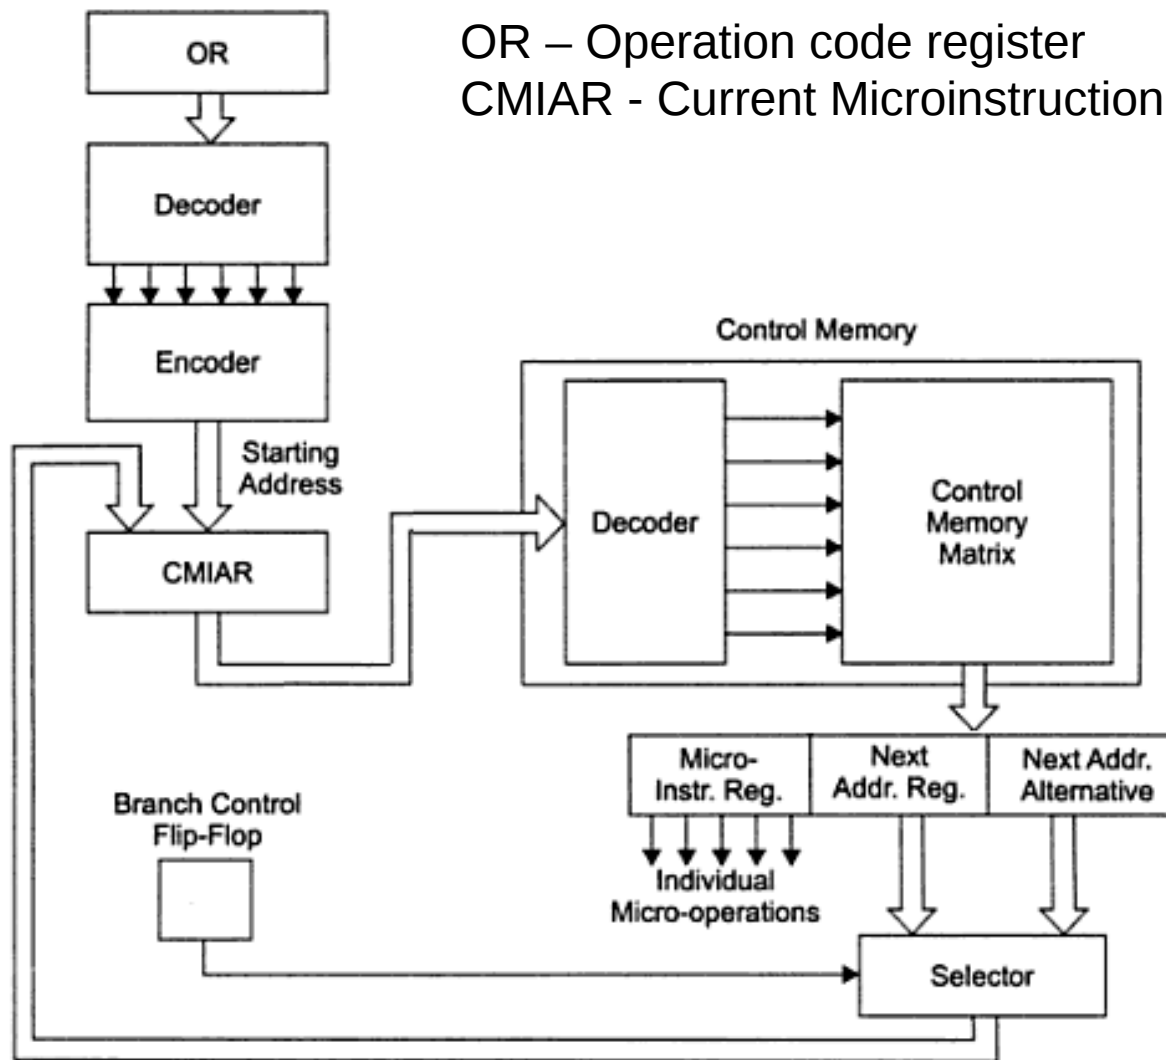 OR – Operation code register
CMIAR - Current Microinstruction
OR
Decoder
Encoder
Starting
Address
CMIAR
Control Memory
Decoder
Control
Memory
Matrix
Micro-
Instr. Reg.
Next
Addr. Reg.
Next Addr.
Alternative
Individual
Micro-operations
Branch Control
Flip-Flop
Selector